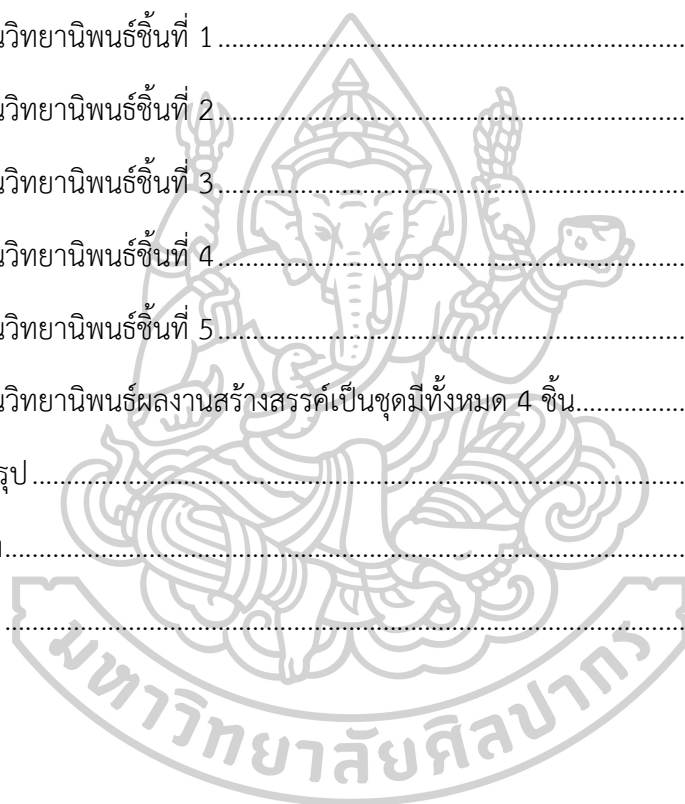 นวิทยานิพนธ์ชิ้นที่ 1
นวิทยานิพนธ์ชิ้นที่ 2
นวิทยานิพนธ์ชิ้นที่ 3
นวิทยานิพนธ์ชิ้นที่ 4
นวิทยานิพนธ์ชิ้นที่ 5
นวิทยานิพนธ์ผลงานสร้างสรรค์เป็นชุดมีทั้งหมด 4 ชิ้น
รุป
มหาวิทยาลัยศิลปากร